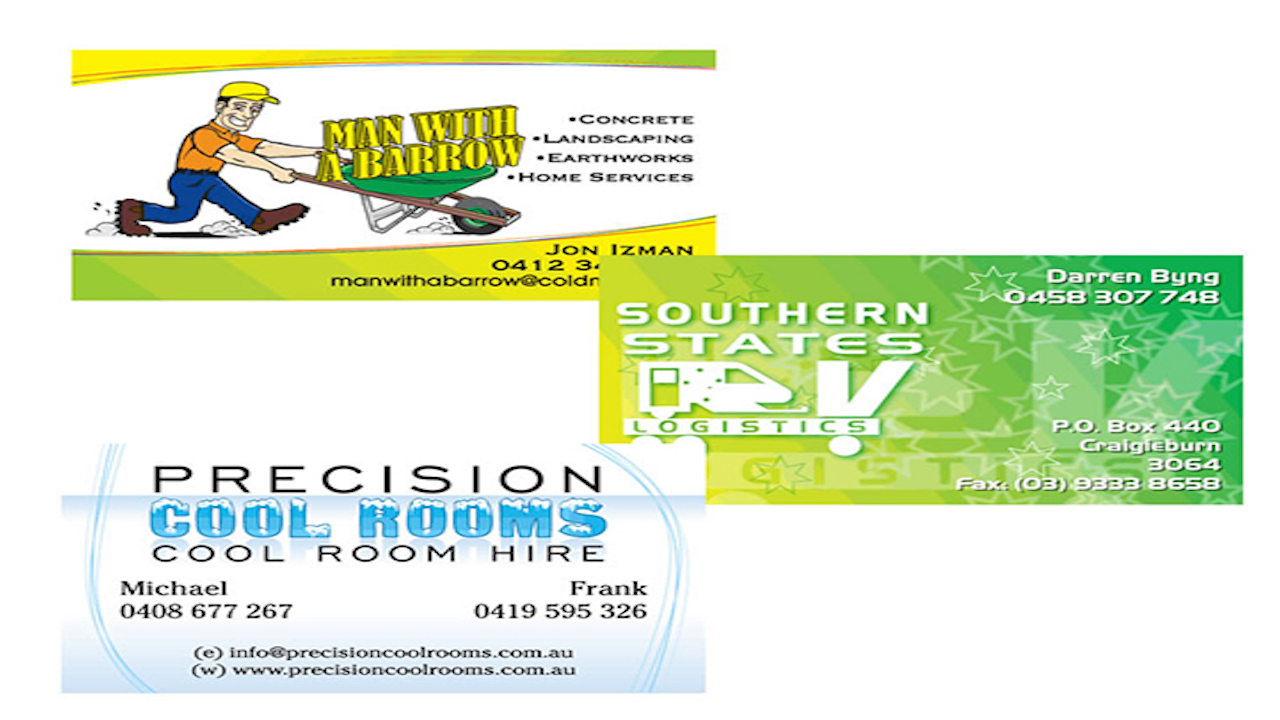 MAN WITH
A BARROW
•CONCRETE
•LANDSCAPING
•EARTHWORKS
•HOME SERVICES
JON IZMAN
0412
SOUTHERN
STATES
LOGISTICS
Darren Byng
0458 307 748
P.O. Box 440
Craigieburn
3064
Fax: (03) 9333 8658
PRECISION
COOL ROOMS
COOL ROOM HIRE
Michael
0408 677 267
Frank
0419 595 326
(e) info@precisioncoolrooms.com.au
(w) www.precisioncoolrooms.com.au